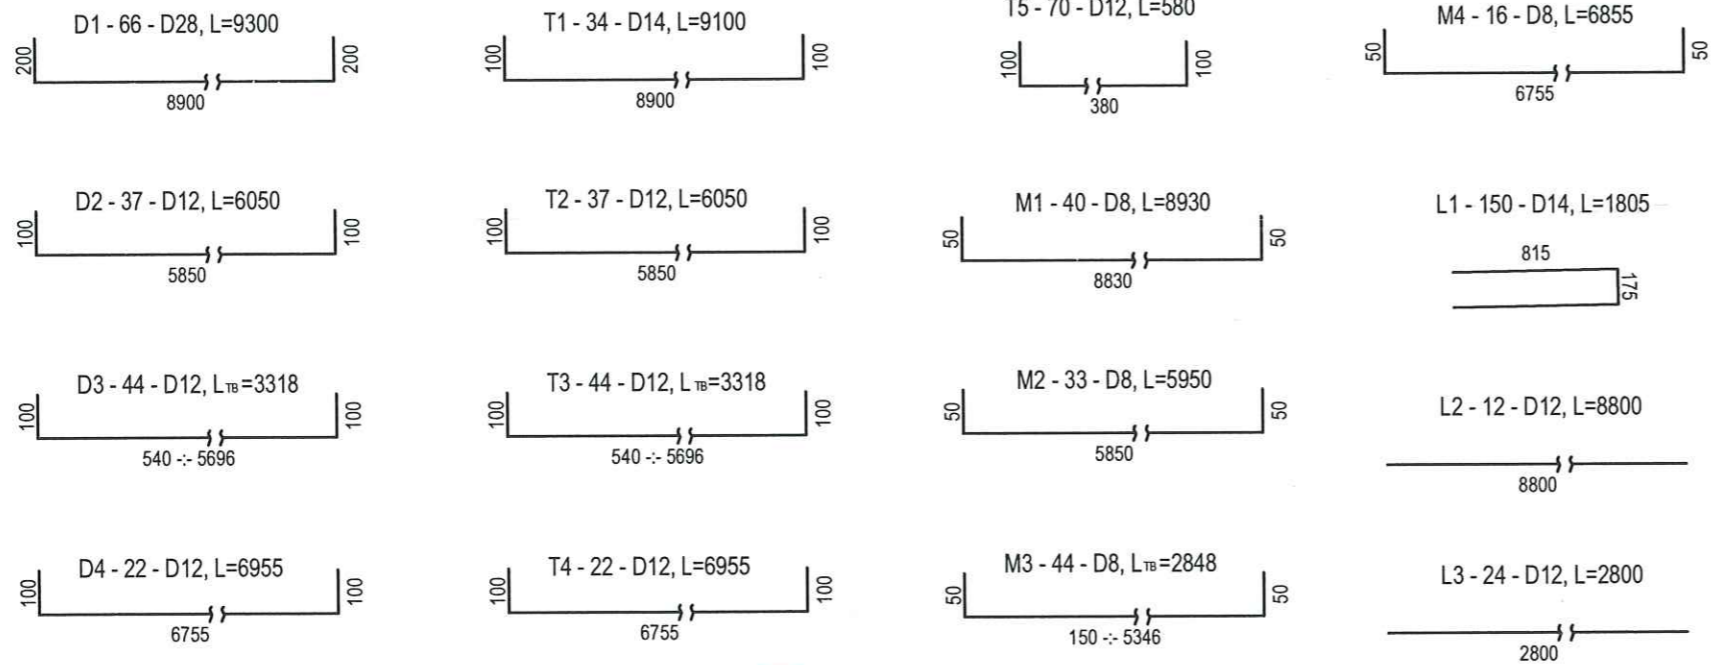 D1 - 66 - D28, L=9300
200
200
8900
T1 - 34 - D14, L=9100
100
100
8900
T5 - 70 - D12, L=580
100
100
380
M4 - 16 - D8, L=6855
50
50
6755
D2 - 37 - D12, L=6050
100
100
5850
T2 - 37 - D12, L=6050
100
100
5850
M1 - 40 - D8, L=8930
50
50
8830
L1 - 150 - D14, L=1805
815
175
D3 - 44 - D12, LTB=3318
100
100
540 -:- 5696
T3 - 44 - D12, LTB=3318
100
100
540 -:- 5696
M2 - 33 - D8, L=5950
50
50
5850
L2 - 12 - D12, L=8800
8800
D4 - 22 - D12, L=6955
100
100
6755
T4 - 22 - D12, L=6955
100
100
6755
M3 - 44 - D8, LTB=2848
50
50
150 -:- 5346
L3 - 24 - D12, L=2800
2800